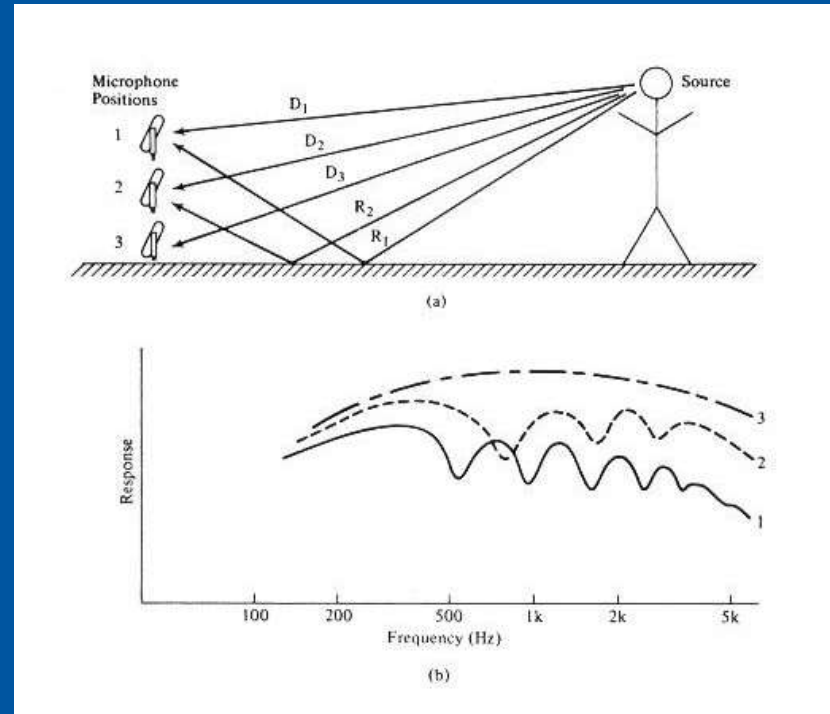 Microphone
Positions
Source
D1
1
D2
2
D3
R2
3
R1
(a)
Response
3
2
1
100 200 500 1k 2k 5k
Frequency (Hz)
(b)